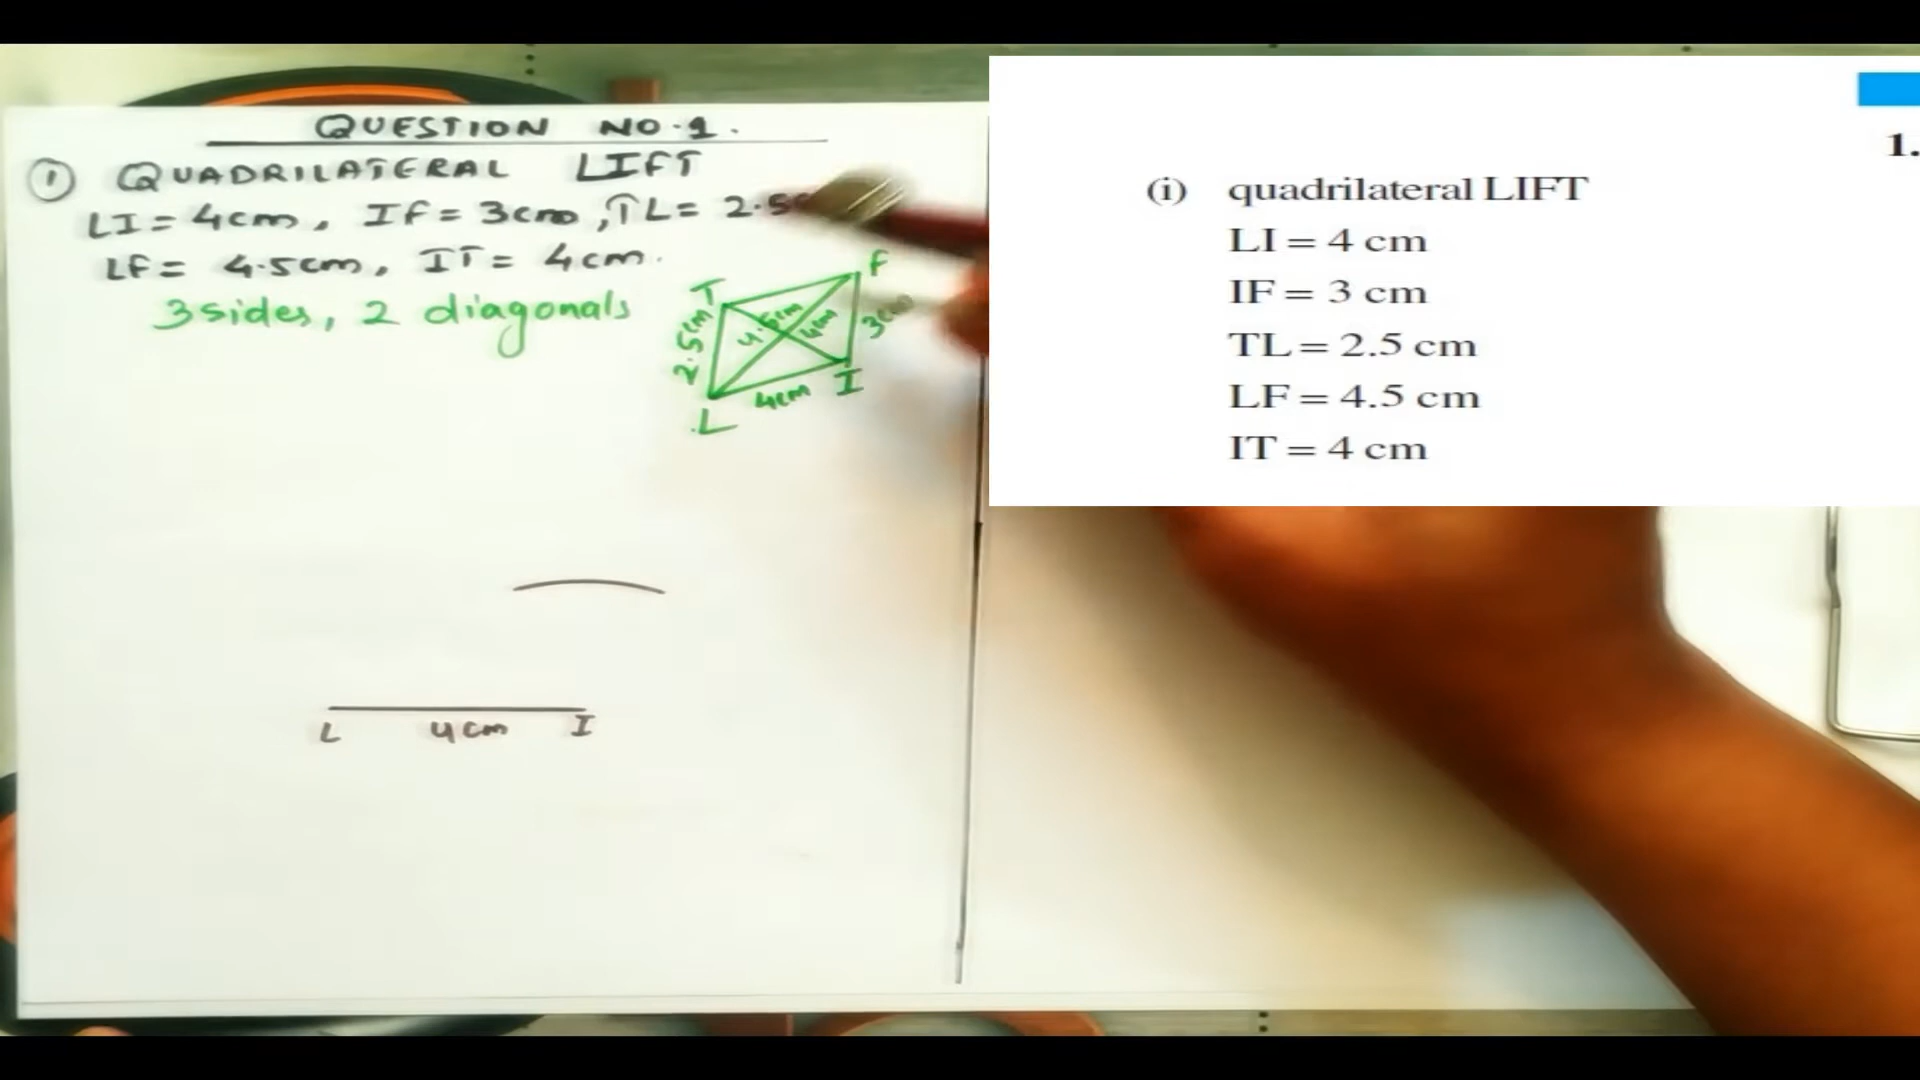 QUESTION NO.1.
① QUADRILATERAL LIFT
LI = 4cm, IF = 3cm, TL = 2.5
LF = 4.5cm, IT = 4cm.
3 sides, 2 diagonals
T
F
2.5cm
4.5cm
4cm
3cm
L
4cm
I
L 4cm I
1.
(i) quadrilateral LIFT
LI = 4 cm
IF = 3 cm
TL = 2.5 cm
LF = 4.5 cm
IT = 4 cm